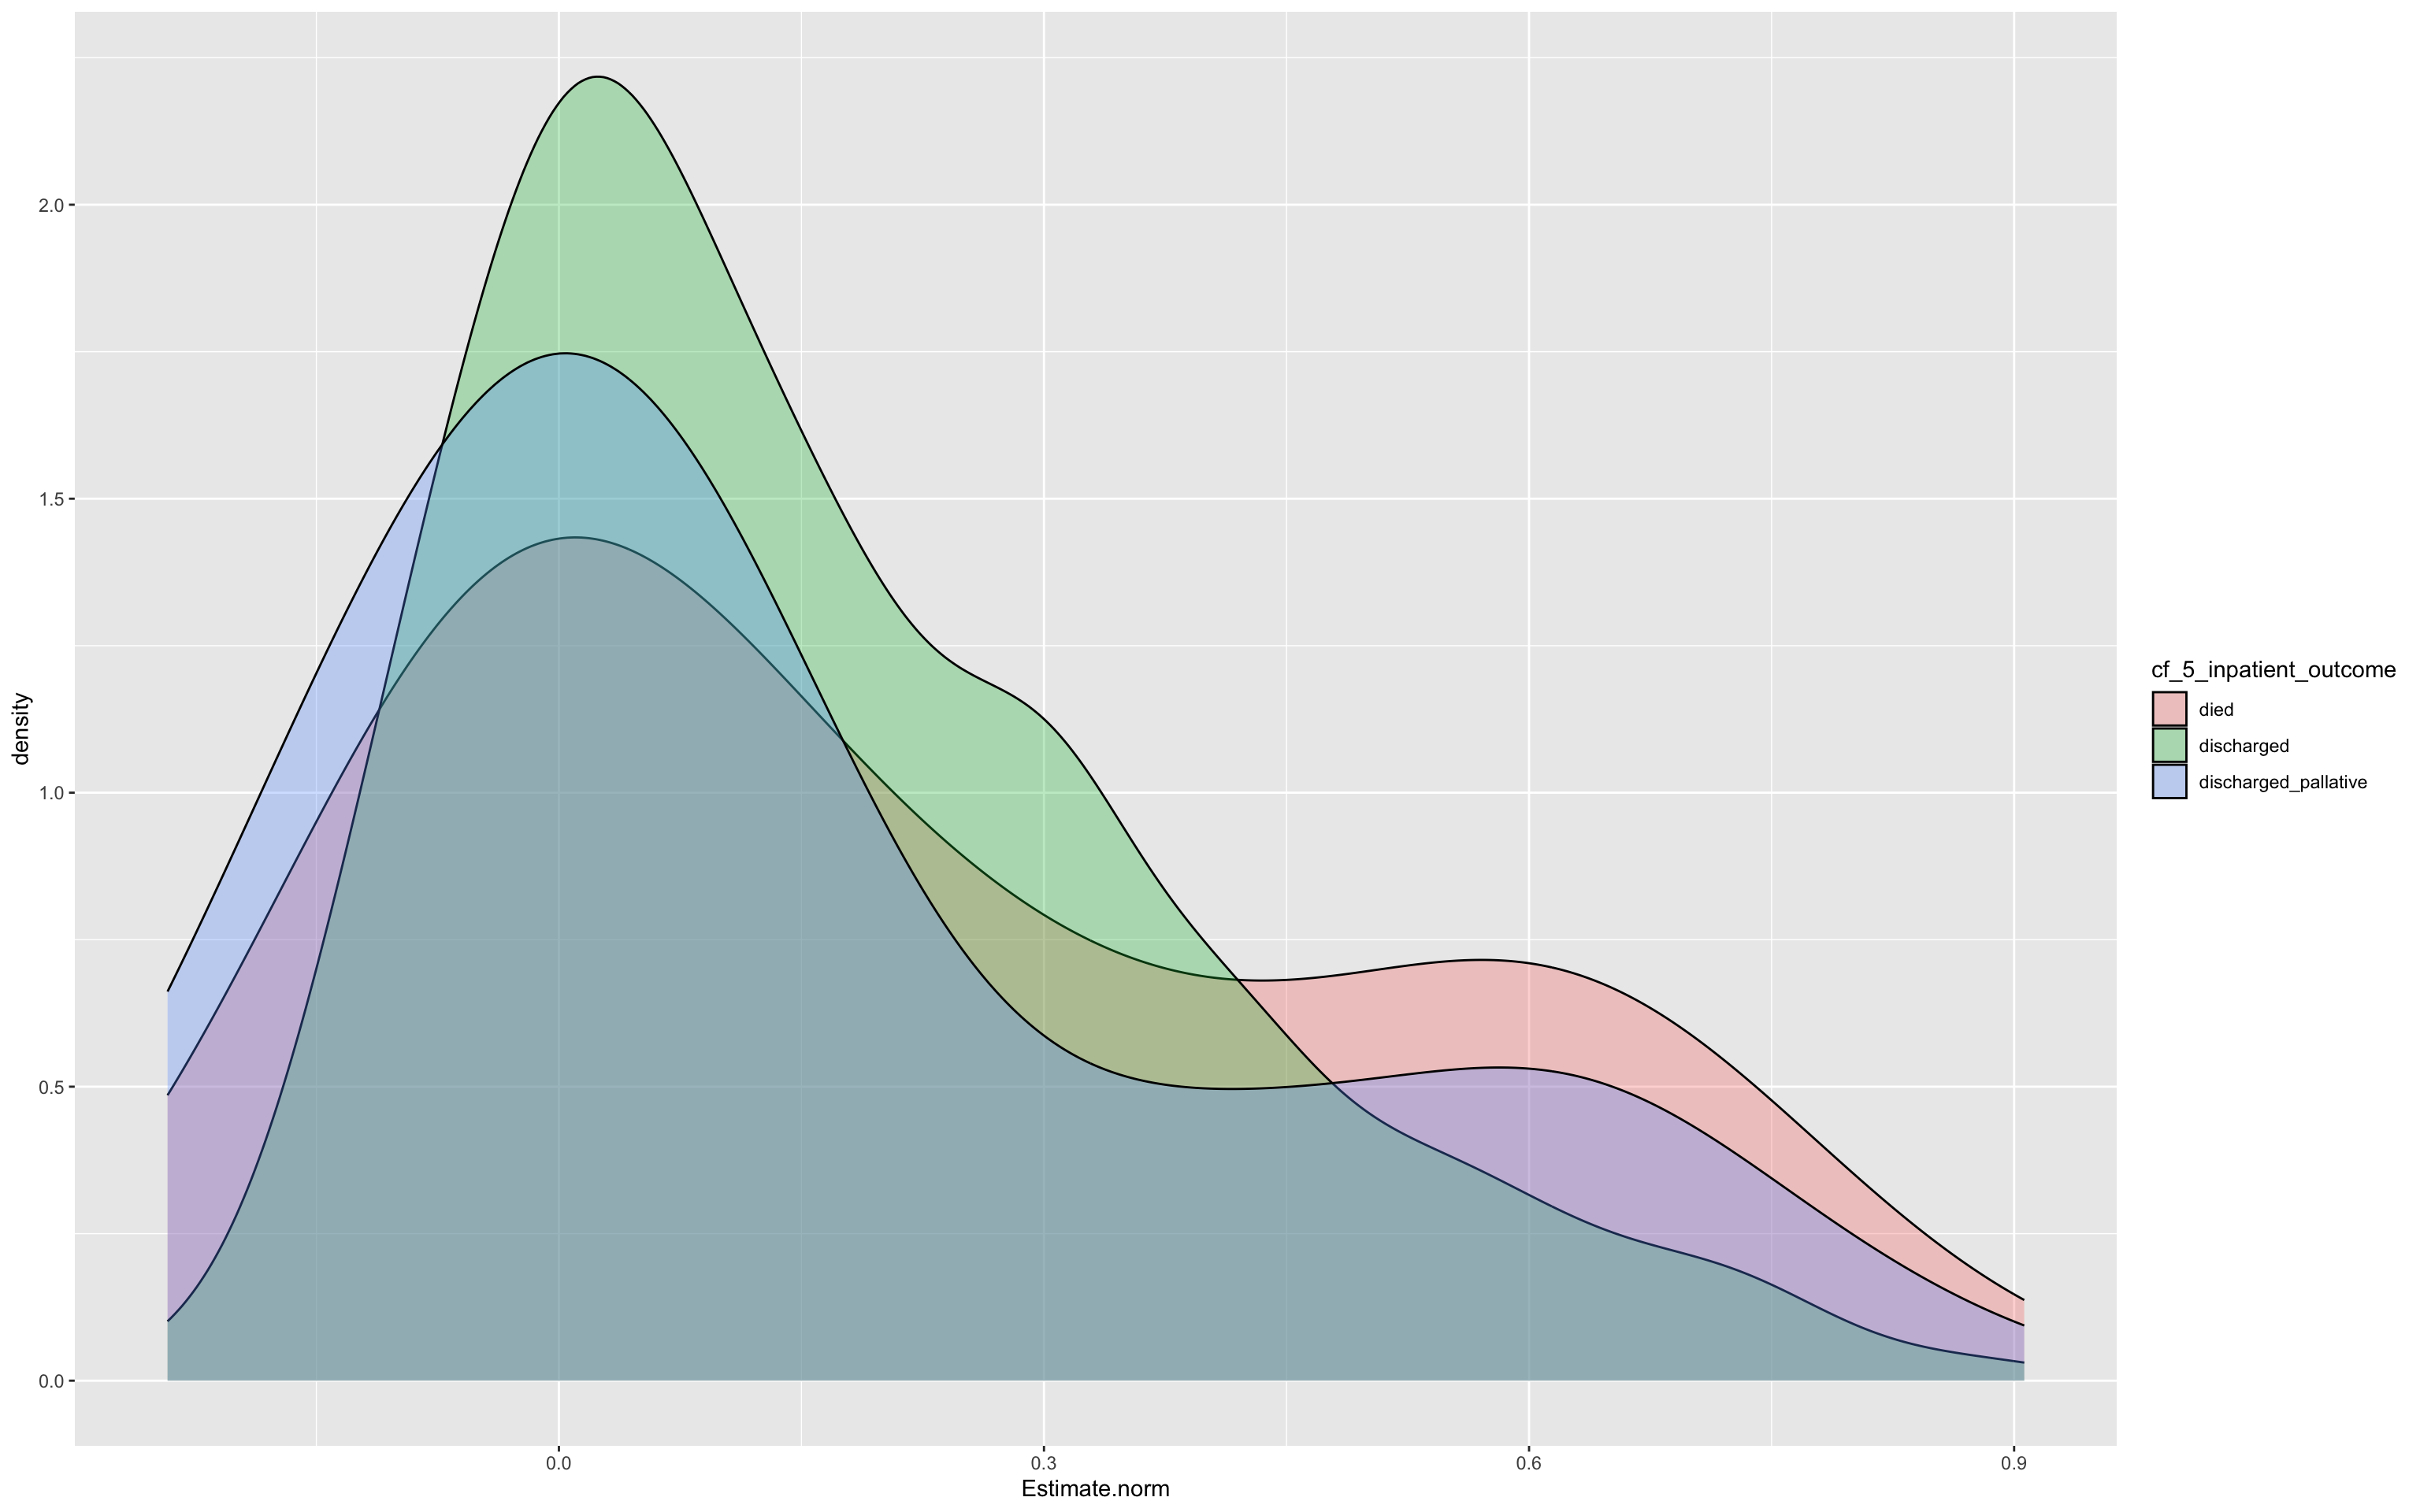 2.0
1.5
1.0
0.5
0.0
density
0.0 0.3 0.6 0.9
Estimate.norm
cf_5_inpatient_outcome
died
discharged
discharged_pallative